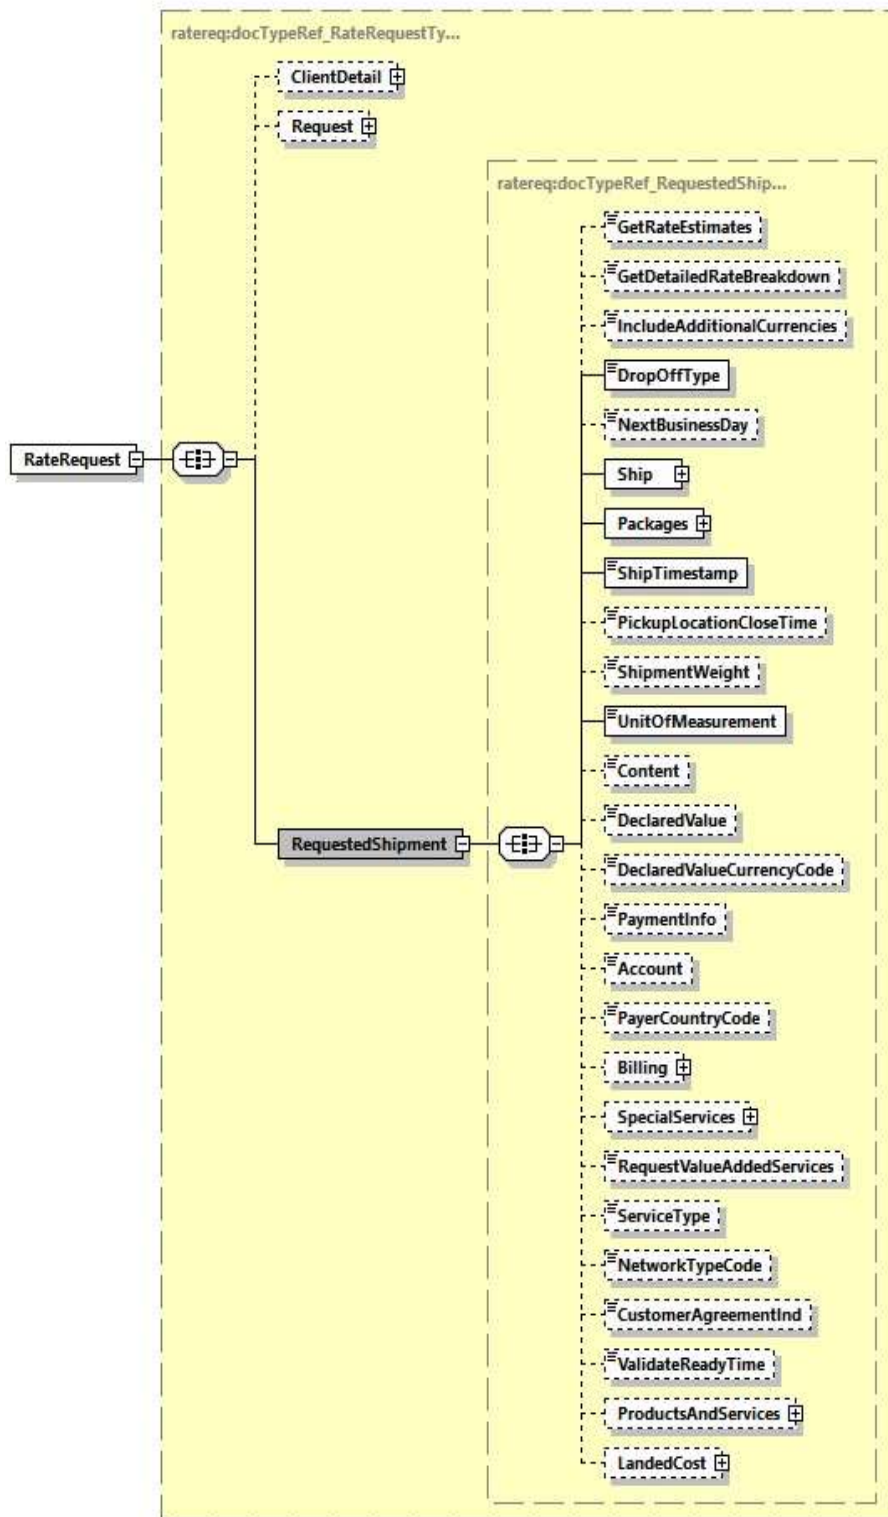 ratereq:docTypeRef_RateRequestTy...
ClientDetail
Request
ratereq:docTypeRef_RequestedShip...
GetRateEstimates
GetDetailedRateBreakdown
IncludeAdditionalCurrencies
DropOffType
NextBusinessDay
RateRequest
Ship
Packages
ShipTimestamp
PickupLocationCloseTime
ShipmentWeight
UnitOfMeasurement
Content
DeclaredValue
RequestedShipment
DeclaredValueCurrencyCode
PaymentInfo
Account
PayerCountryCode
Billing
SpecialServices
RequestValueAddedServices
ServiceType
NetworkTypeCode
CustomerAgreementInd
ValidateReadyTime
ProductsAndServices
LandedCost